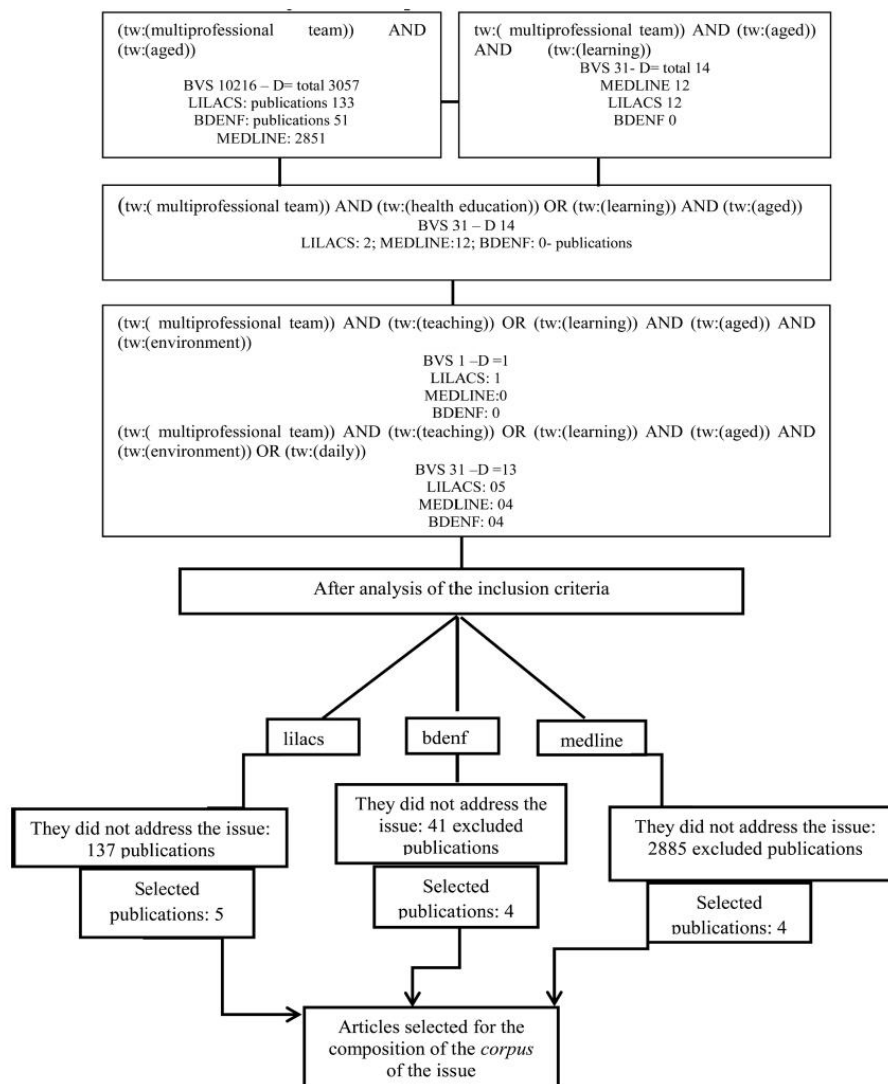 (tw:(multiprofessional team)) AND
(tw:(aged))
BVS 10216 – D= total 3057
LILACS: publications 133
BDENF: publications 51
MEDLINE: 2851
tw:( multiprofessional team)) AND (tw:(aged))
AND (tw:(learning))
BVS 31- D= total 14
MEDLINE 12
LILACS 12
BDENF 0
(tw:( multiprofessional team)) AND (tw:(health education)) OR (tw:(learning)) AND (tw:(aged))
BVS 31 – D 14
LILACS: 2; MEDLINE:12; BDENF: 0- publications
(tw:( multiprofessional team)) AND (tw:(teaching)) OR (tw:(learning)) AND (tw:(aged)) AND
(tw:(environment))
BVS 1 –D =1
LILACS: 1
MEDLINE:0
BDENF: 0
(tw:( multiprofessional team)) AND (tw:(teaching)) OR (tw:(learning)) AND (tw:(aged)) AND
(tw:(environment)) OR (tw:(daily))
BVS 31 –D =13
LILACS: 05
MEDLINE: 04
BDENF: 04
After analysis of the inclusion criteria
lilacs
bdenf
medline
They did not address the issue:
137 publications
They did not address the
issue: 41 excluded
publications
They did not address the issue:
2885 excluded publications
Selected
publications: 5
Selected
publications: 4
Selected
publications: 4
Articles selected for the
composition of the corpus
of the issue